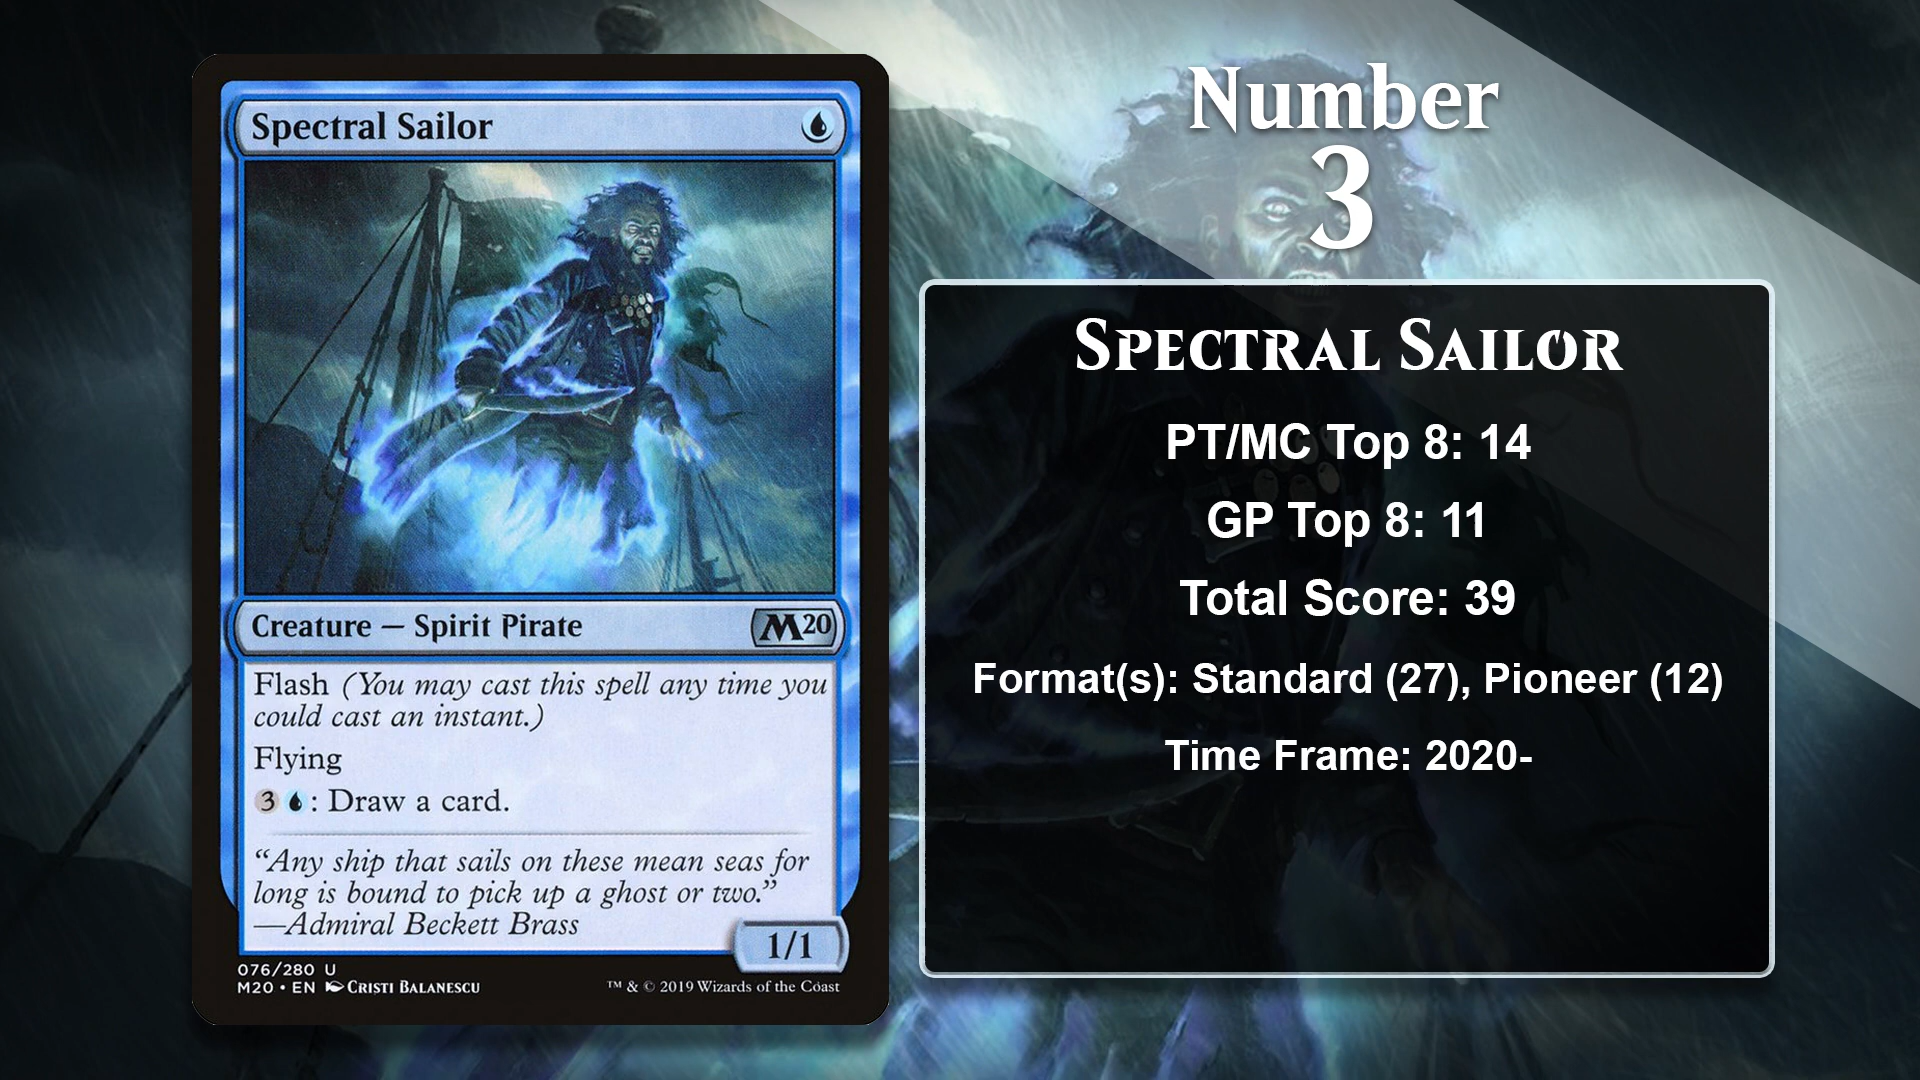 Spectral Sailor
Creature — Spirit Pirate
M20
Flash (You may cast this spell any time you
could cast an instant.)
Flying
3 : Draw a card.
“Any ship that sails on these mean seas for
long is bound to pick up a ghost or two.”
—Admiral Beckett Brass
1/1
076/280 U
M20 • EN Cristi Balanescu
™ & © 2019 Wizards of the Coast
Number
3
Spectral Sailor
PT/MC Top 8: 14
GP Top 8: 11
Total Score: 39
Format(s): Standard (27), Pioneer (12)
Time Frame: 2020-